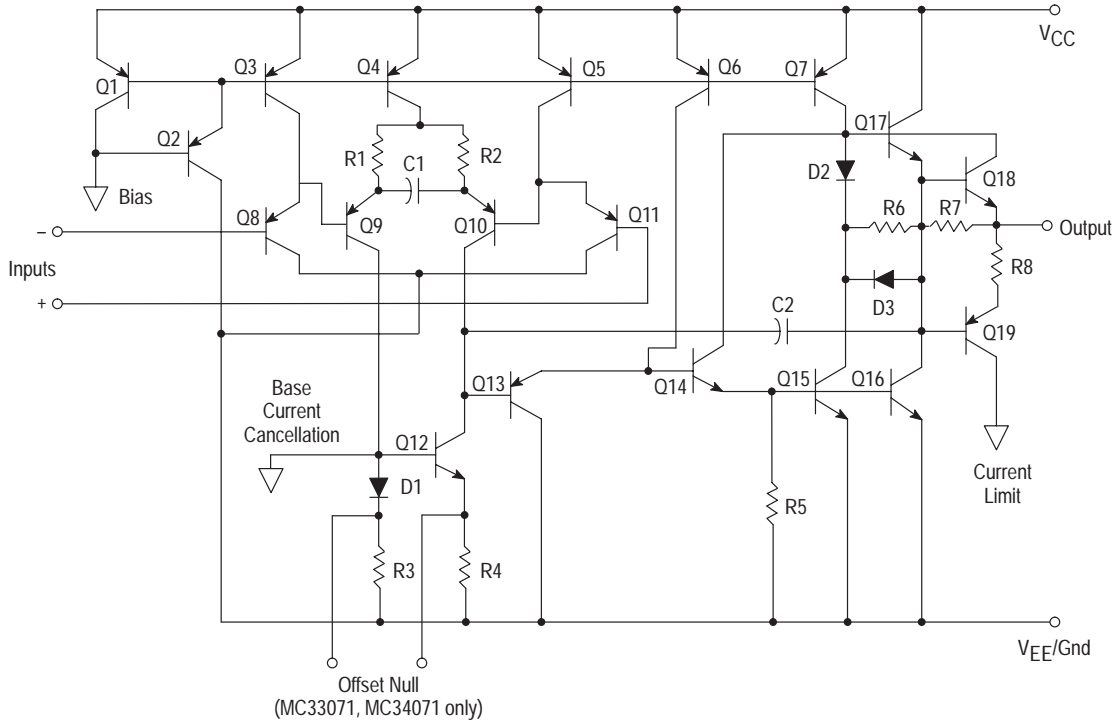 VCC
Q1
Q3
Q4
Q5
Q6
Q7
Q17
Q2
R1
C1
R2
D2
Q18
Bias
Q8
Q9
Q10
Q11
R6
R7
−
Output
Inputs
R8
+
D3
C2
Q19
Q13
Q14
Q15
Q16
Base
Current
Cancellation
Q12
Current
Limit
D1
R5
R3
R4
VEE/Gnd
Offset Null
(MC33071, MC34071 only)